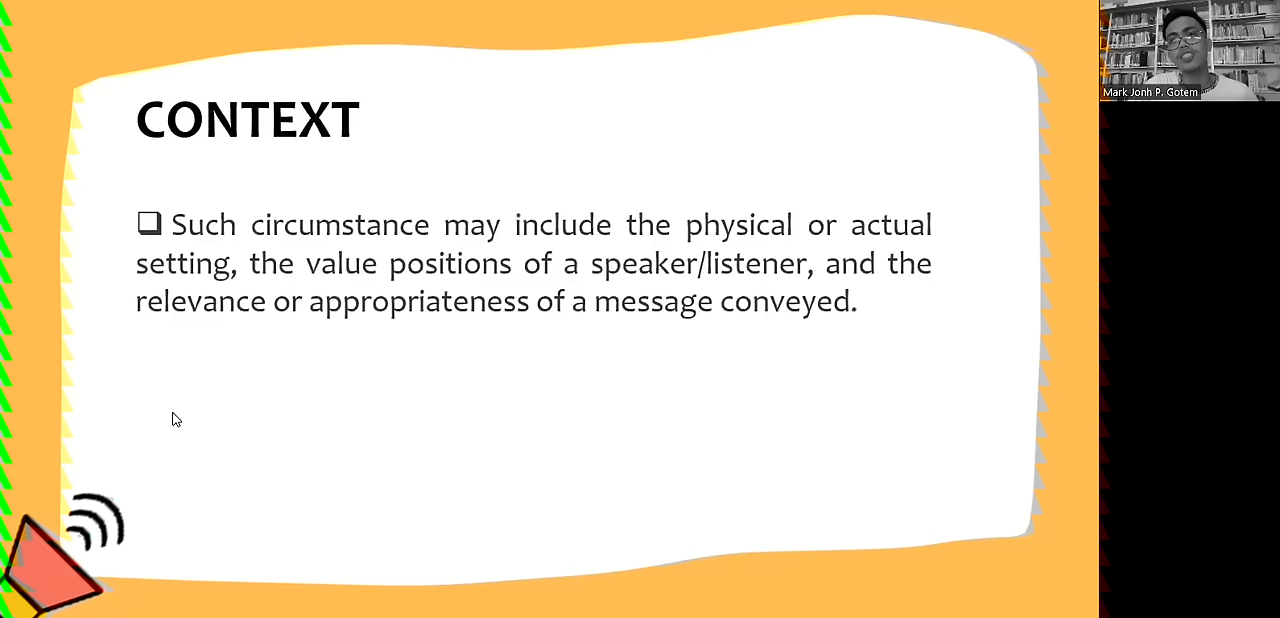 CONTEXT
❑ Such circumstance may include the physical or actual
setting, the value positions of a speaker/listener, and the
relevance or appropriateness of a message conveyed.
Mark Jonh P. Gotem